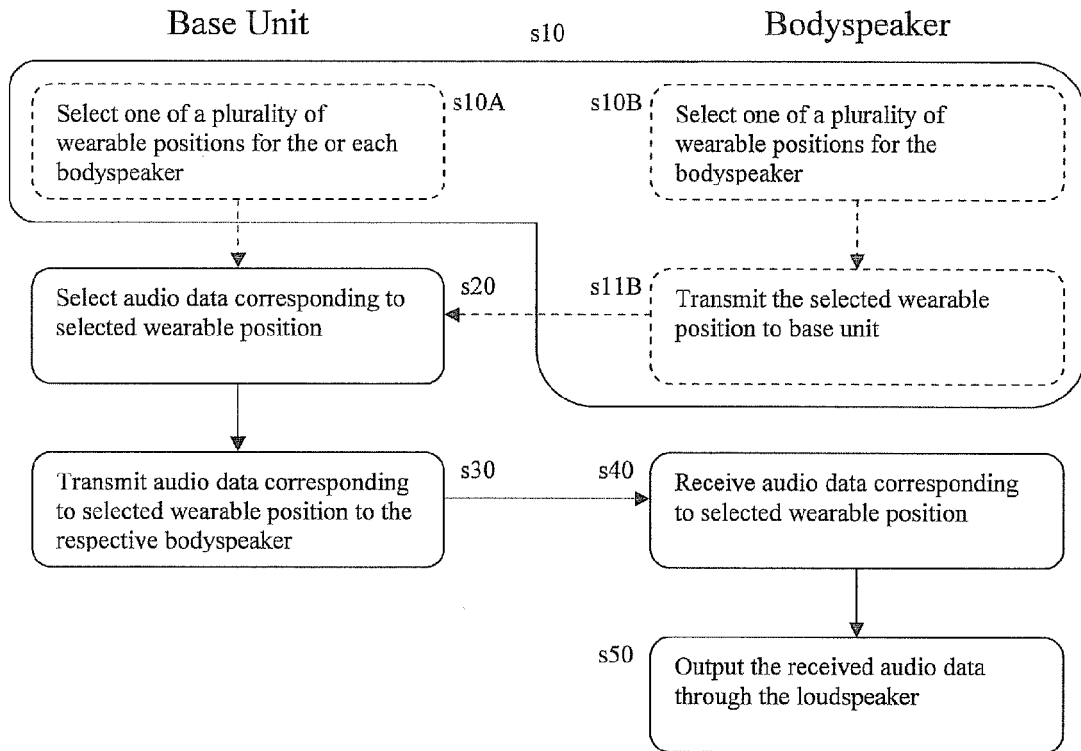 Base Unit
s10
Bodyspeaker
Select one of a plurality of
wearable positions for the or each
bodyspeaker
s10A
s10B
Select one of a plurality of
wearable positions for the
bodyspeaker
Select audio data corresponding to
selected wearable position
s20
s11B
Transmit the selected wearable
position to base unit
Transmit audio data corresponding
to selected wearable position to the
respective bodyspeaker
s30
s40
Receive audio data corresponding
to selected wearable position
s50
Output the received audio data
through the loudspeaker